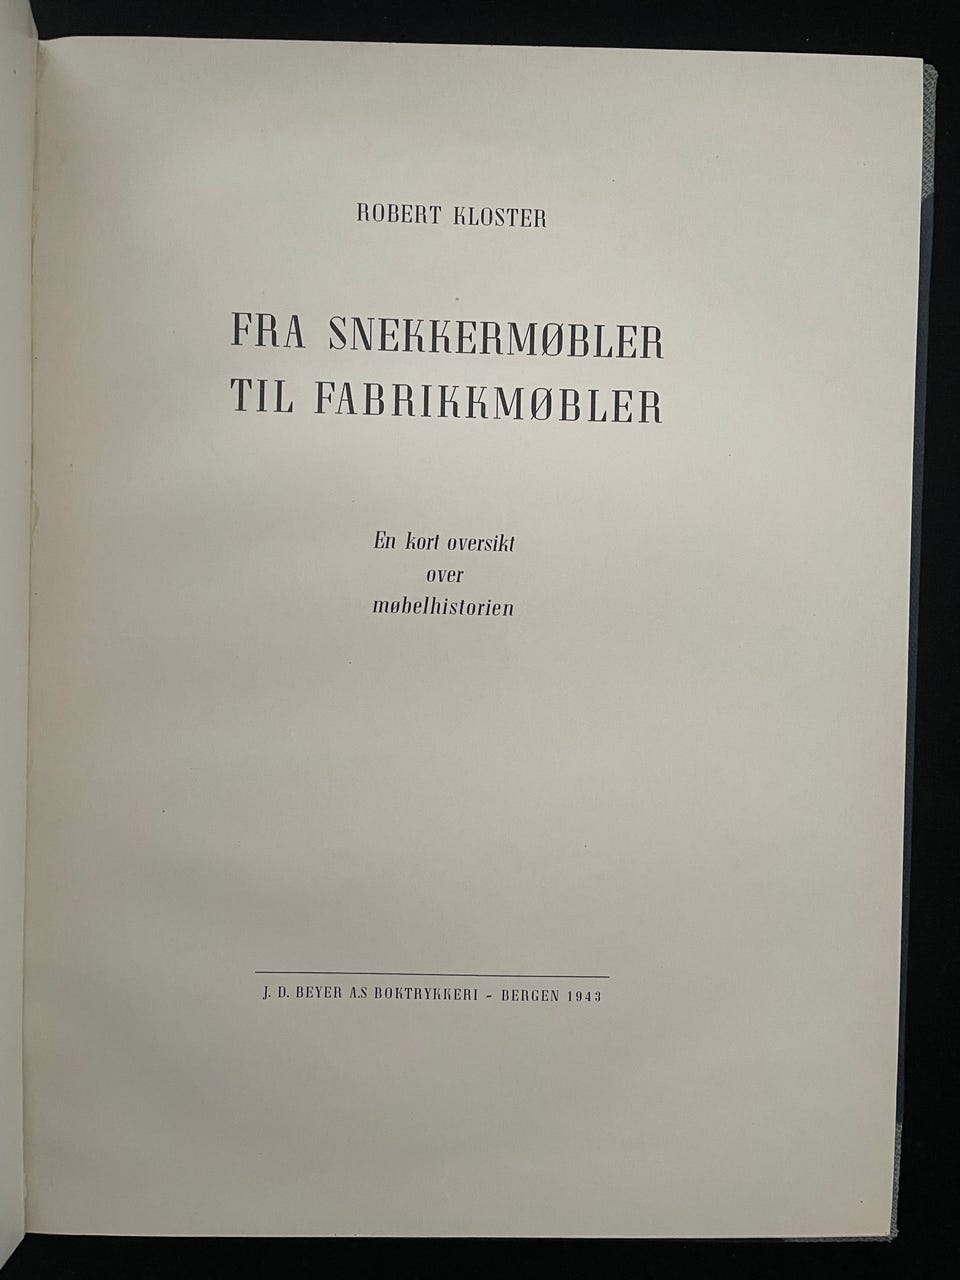 ROBERT KLOSTER
FRA SNEKKERMØBLER
TIL FABRIKKMØBLER
En kort oversikt
over
møbelhistorien
J. D. BEYER A.S BOKTRYKKERI - BERGEN 1943